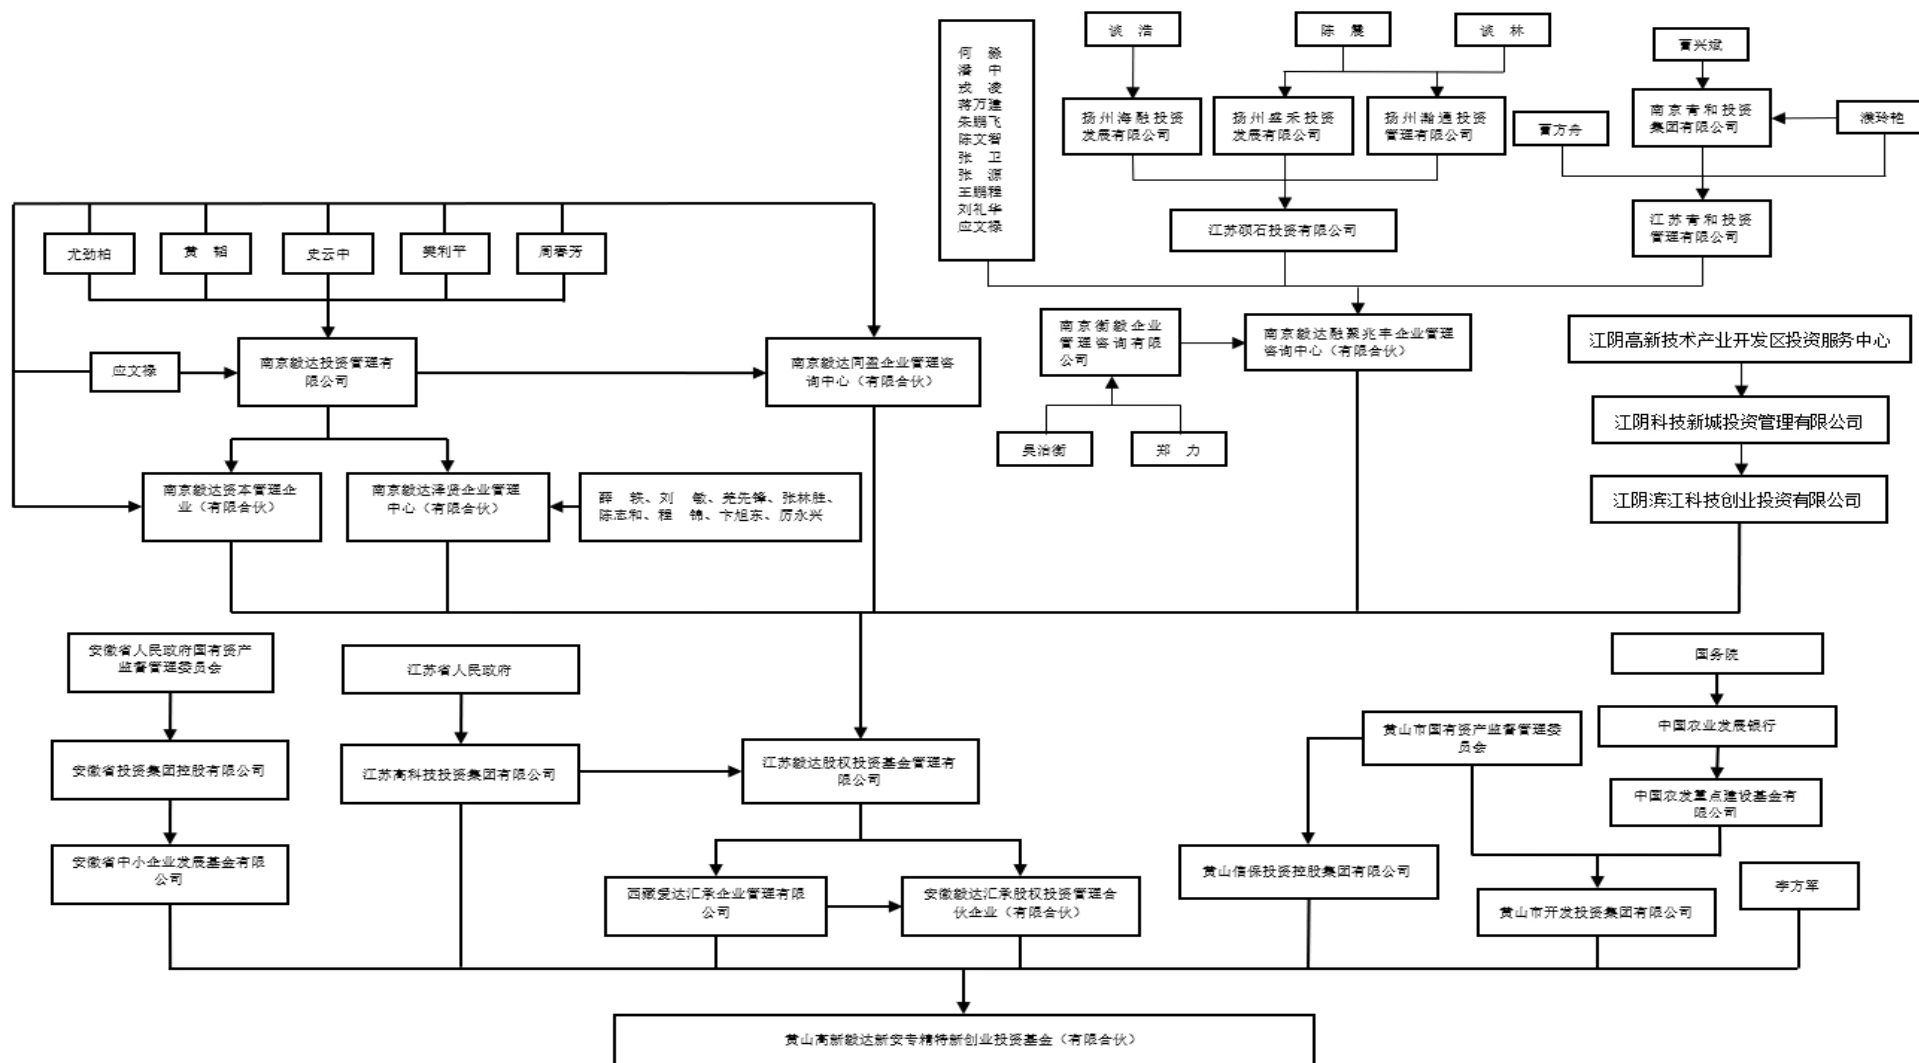 谈 浩
陈 震
谈 林
曹兴斌
何 淼
潘 中
戎 凌
蒋万建
朱鹏飞
陈文智
张 卫
张 源
王鹏程
刘礼华
应文禄
扬州海融投资
发展有限公司
扬州盛禾投资
发展有限公司
扬州瀚通投资
管理有限公司
曹方舟
南京青和投资
集团有限公司
濮玲艳
江苏硕石投资有限公司
江苏青和投资
管理有限公司
尤劲柏
黄 韬
史云中
樊利平
周春芳
应文禄
南京毅达投资管理有
限公司
南京毅达同盈企业管理咨
询中心（有限合伙）
南京衡毅企业
管理咨询有限
公司
南京毅达融聚兆丰企业管理
咨询中心（有限合伙）
江阴高新技术产业开发区投资服务中心
江阴科技新城投资管理有限公司
吴治衡
郑 力
南京毅达资本管理企
业（有限合伙）
南京毅达泽贤企业管理
中心（有限合伙）
薛 轶、刘 敏、羌先锋、张林胜、
陈志和、程 锦、卞旭东、厉永兴
江阴滨江科技创业投资有限公司
安徽省人民政府国有资产
监督管理委员会
江苏省人民政府
国务院
安徽省投资集团控股有限公司
江苏高科技投资集团有限公司
江苏毅达股权投资基金管理有
限公司
黄山市国有资产监督管理委
员会
中国农业发展银行
中国农发重点建设基金有
限公司
安徽省中小企业发展基金有限
公司
西藏爱达汇承企业管理有限
公司
安徽毅达汇承股权投资管理合
伙企业（有限合伙）
黄山信保投资控股集团有限公司
黄山市开发投资集团有限公司
李方军
黄山高新毅达新安专精特新创业投资基金（有限合伙）